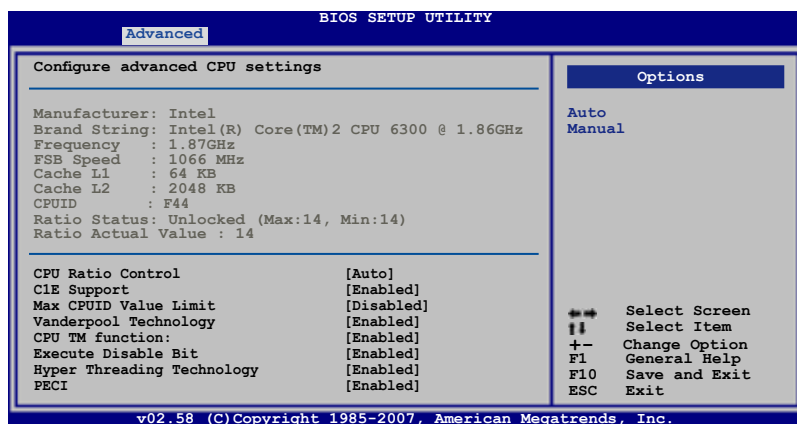 BIOS SETUP UTILITY
Advanced
Configure advanced CPU settings
Manufacturer: Intel
Brand String: Intel(R) Core(TM)2 CPU 6300 @ 1.86GHz
Frequency : 1.87GHz
FSB Speed : 1066 MHz
Cache L1 : 64 KB
Cache L2 : 2048 KB
CPUID : F44
Ratio Status: Unlocked (Max:14, Min:14)
Ratio Actual Value : 14
CPU Ratio Control [Auto]
C1E Support [Enabled]
Max CPUID Value Limit [Disabled]
Vanderpool Technology [Enabled]
CPU TM function: [Enabled]
Execute Disable Bit [Enabled]
Hyper Threading Technology [Enabled]
PECI [Enabled]
Options
Auto
Manual
←→ Select Screen
↑↓ Select Item
+- Change Option
F1 General Help
F10 Save and Exit
ESC Exit
v02.58 (C)Copyright 1985-2007, American Megatrends, Inc.